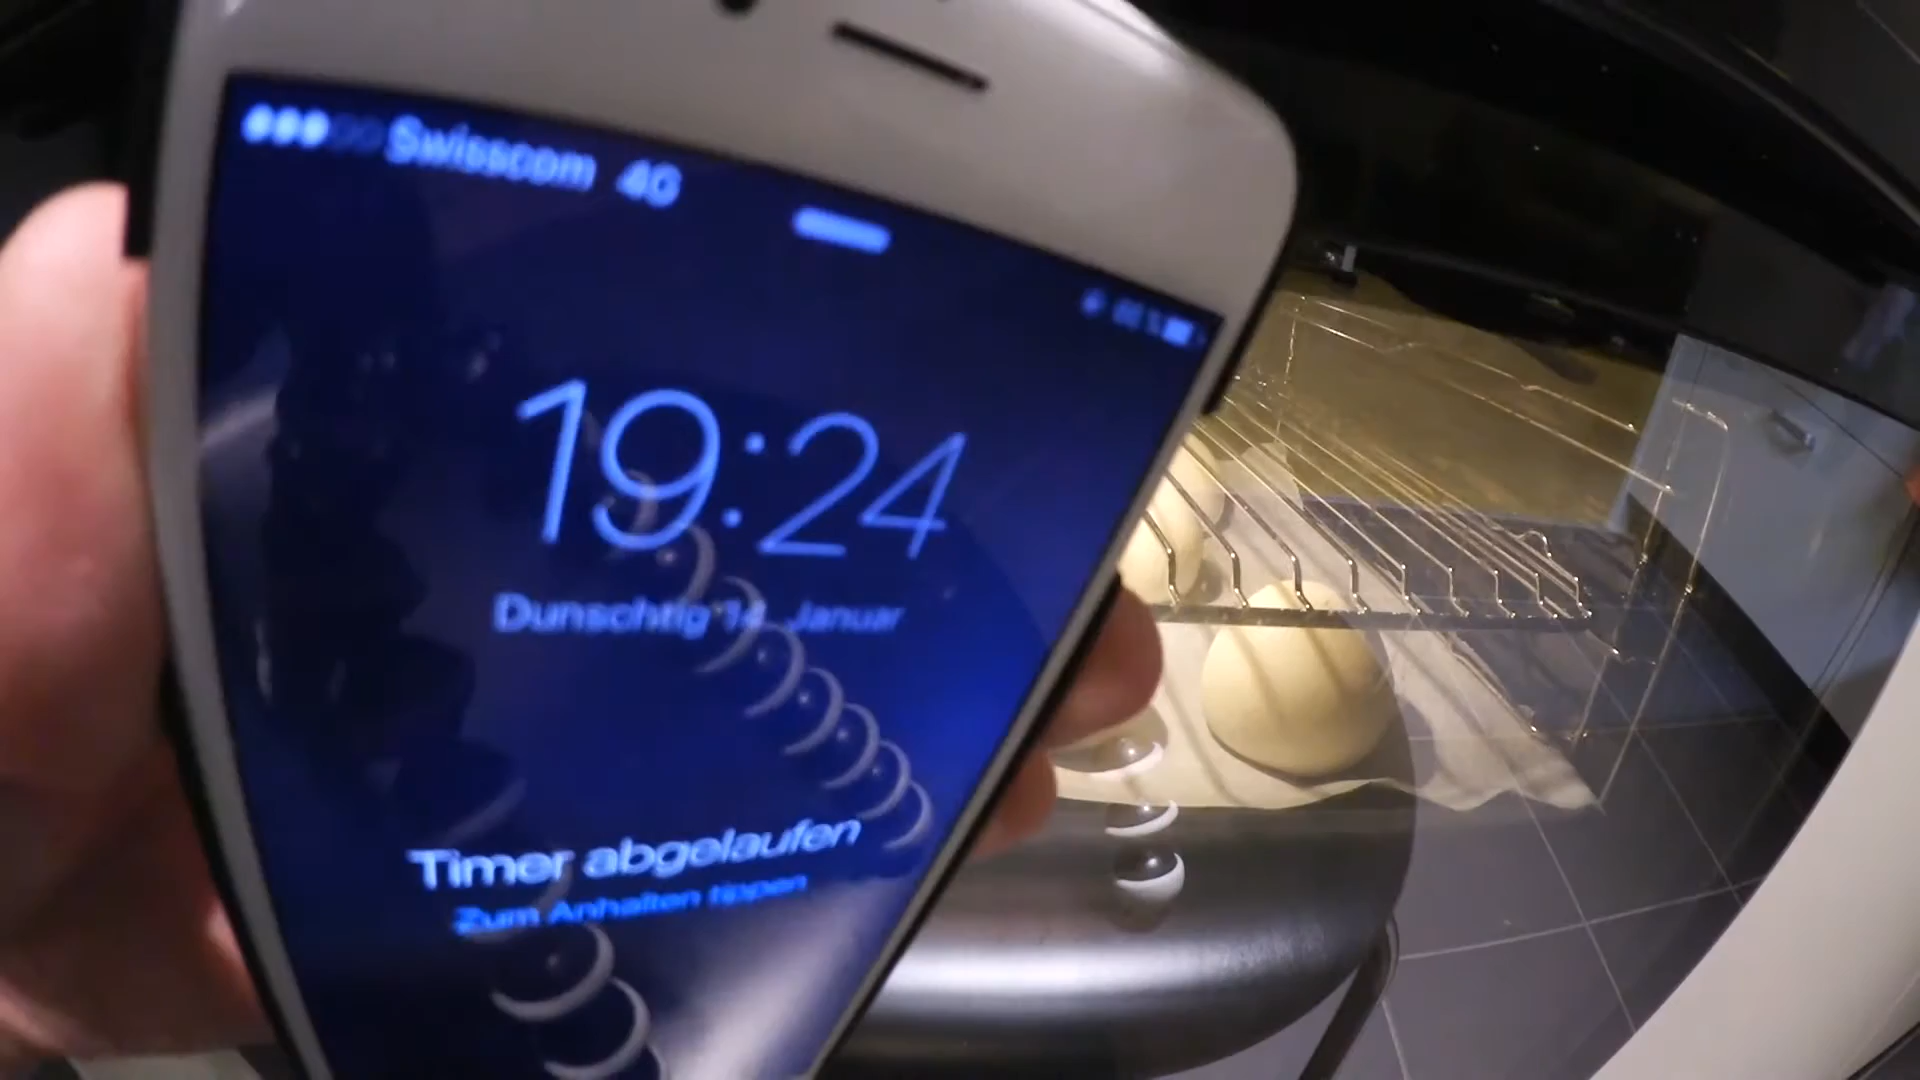 Swisscom 4G
19:24
Dunschtig 14. Januar
Timer abgelaufen
Zum Anhalten tippen